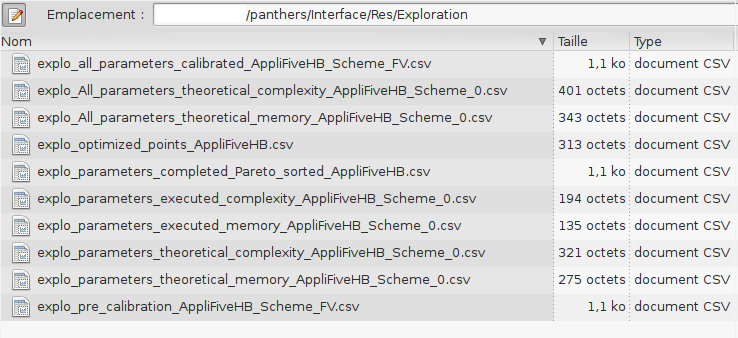 Emplacement : /panthers/Interface/Res/Exploration
Nom Taille Type
explo_all_parameters_calibrated_AppliFiveHB_Scheme_FV.csv 1,1 ko document CSV
explo_All_parameters_theoretical_complexity_AppliFiveHB_Scheme_0.csv 401 octets document CSV
explo_All_parameters_theoretical_memory_AppliFiveHB_Scheme_0.csv 343 octets document CSV
explo_optimized_points_AppliFiveHB.csv 313 octets document CSV
explo_parameters_completed_Pareto_sorted_AppliFiveHB.csv 1,1 ko document CSV
explo_parameters_executed_complexity_AppliFiveHB_Scheme_0.csv 194 octets document CSV
explo_parameters_executed_memory_AppliFiveHB_Scheme_0.csv 135 octets document CSV
explo_parameters_theoretical_complexity_AppliFiveHB_Scheme_0.csv 321 octets document CSV
explo_parameters_theoretical_memory_AppliFiveHB_Scheme_0.csv 275 octets document CSV
explo_pre_calibration_AppliFiveHB_Scheme_FV.csv 1,1 ko document CSV